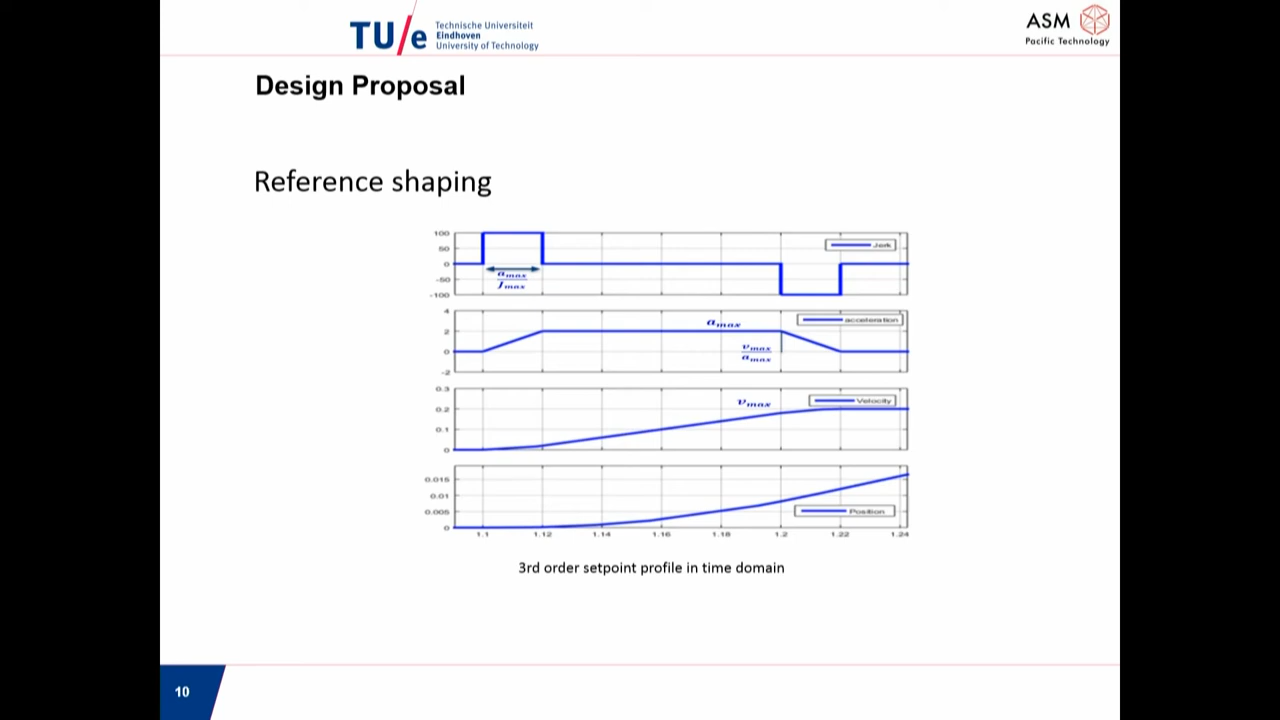 TU/e
Technische Universiteit
Eindhoven
University of Technology
ASM
Pacific Technology
Design Proposal
Reference shaping
100
50
0
-50
-100
Jerk
a_max
J_max
4
2
0
-2
acceleration
a_max
v_max
a_max
0.3
0.2
0.1
0
Velocity
v_max
0.015
0.01
0.005
0
Position
1.1 1.12 1.14 1.16 1.18 1.2 1.22 1.24
3rd order setpoint profile in time domain
10